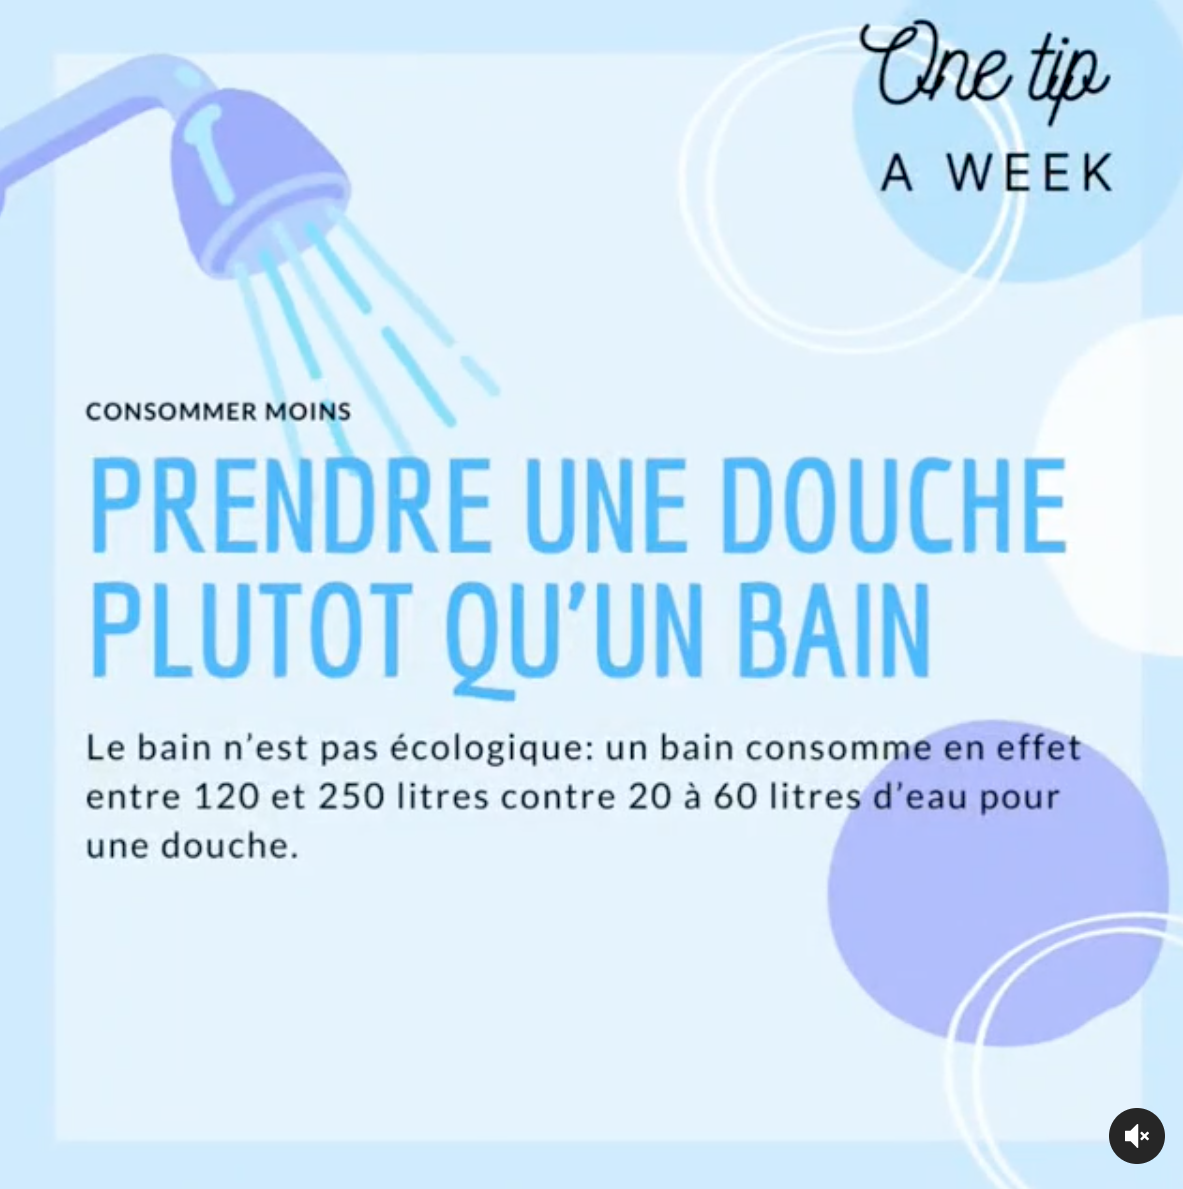 One tip
A WEEK
CONSOMMER MOINS
PRENDRE UNE DOUCHE
PLUTOT QU’UN BAIN
Le bain n’est pas écologique: un bain consomme en effet
entre 120 et 250 litres contre 20 à 60 litres d’eau pour
une douche.